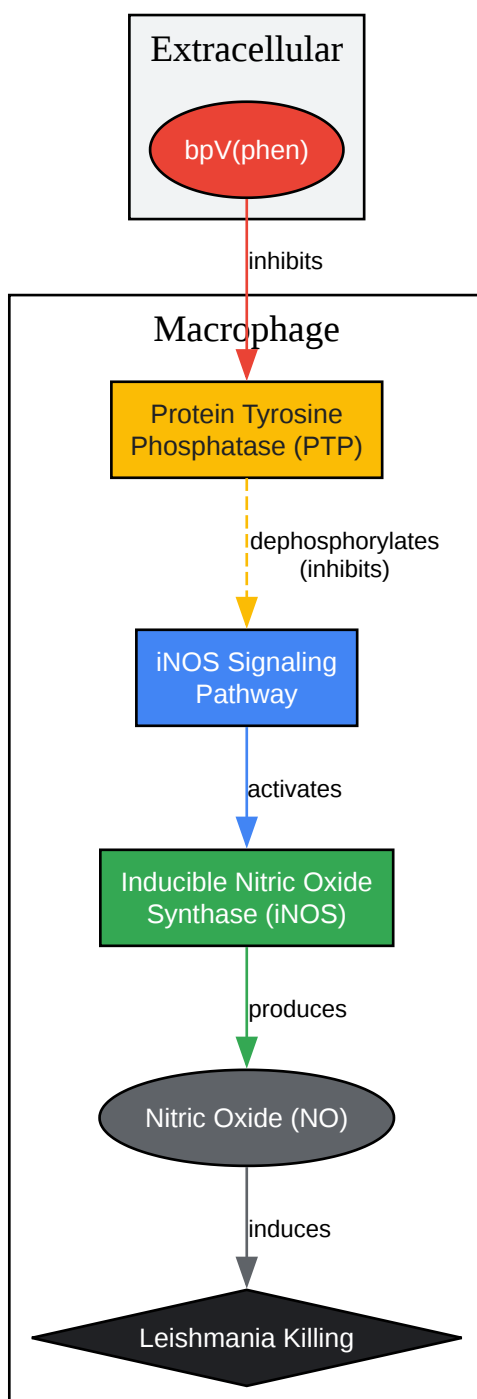 Extracellular
bpV(phen)
inhibits
Macrophage
Protein Tyrosine
Phosphatase (PTP)
dephosphorylates
(inhibits)
iNOS Signaling
Pathway
activates
Inducible Nitric Oxide
Synthase (iNOS)
produces
Nitric Oxide (NO)
induces
Leishmania Killing